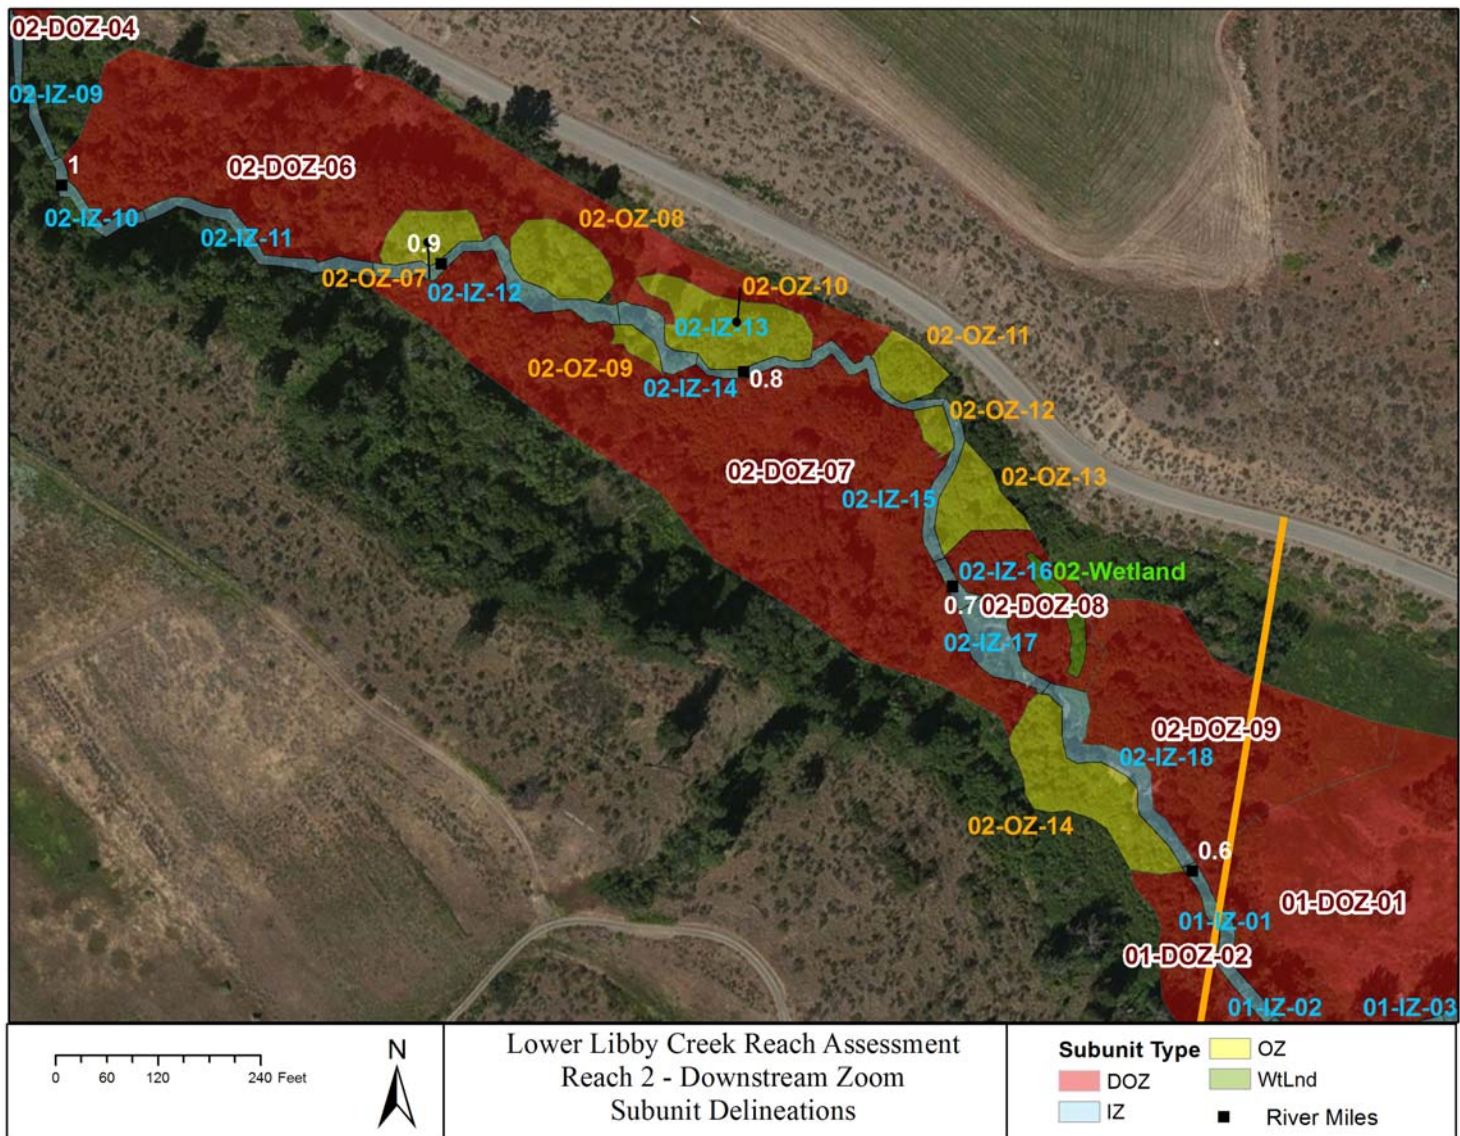 02-DOZ-04
02-IZ-09
1
02-DOZ-06
02-IZ-10
02-IZ-11
02-OZ-08
0.9
02-OZ-07
02-IZ-12
02-OZ-10
02-IZ-13
02-OZ-11
02-OZ-09
02-IZ-14
0.8
02-OZ-12
02-DOZ-07
02-OZ-13
02-IZ-15
02-IZ-16
02-Wetland
0.7
02-DOZ-08
02-IZ-17
02-DOZ-09
02-IZ-18
02-OZ-14
0.6
01-DOZ-01
01-IZ-01
01-DOZ-02
01-IZ-02
01-IZ-03
0 60 120 240 Feet
N
Lower Libby Creek Reach Assessment
Reach 2 - Downstream Zoom
Subunit Delineations
Subunit Type
DOZ
IZ
OZ
WtLnd
River Miles